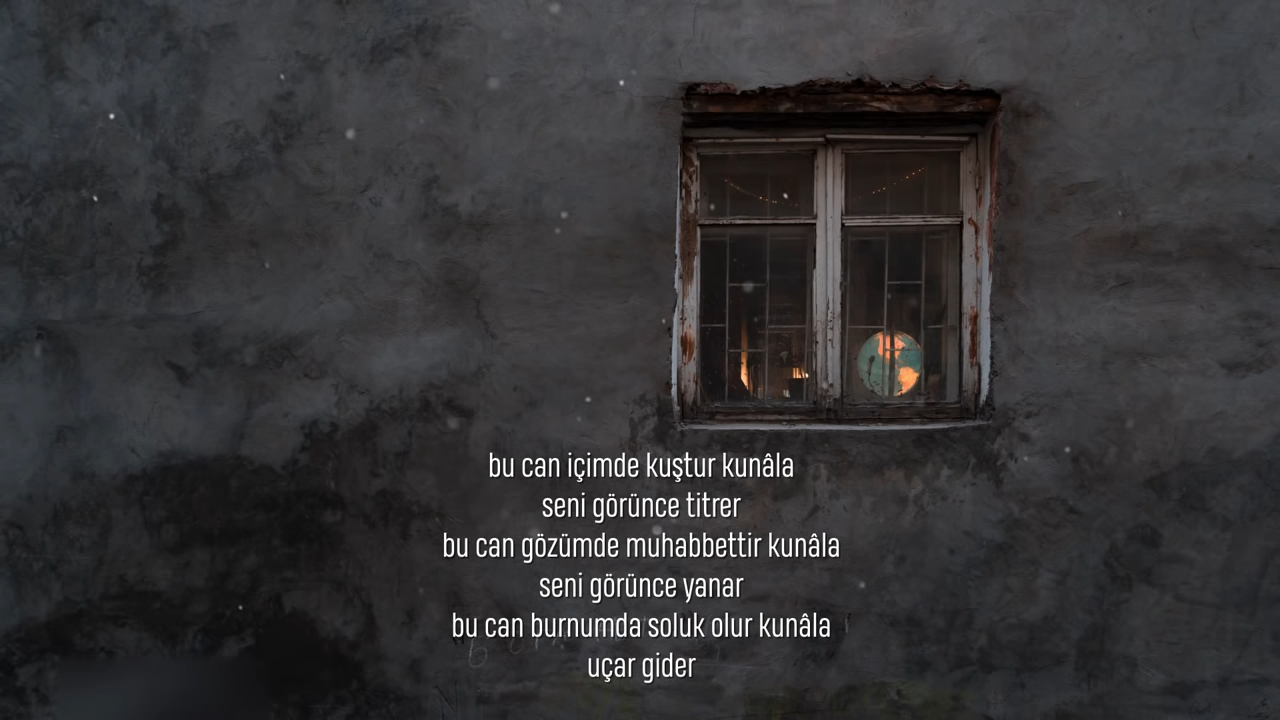 bu can içimde kuştur kunâla
seni görünce titrer
bu can gözümde muhabbettir kunâla
seni görünce yanar
bu can burnumda soluk olur kunâla
uçar gider